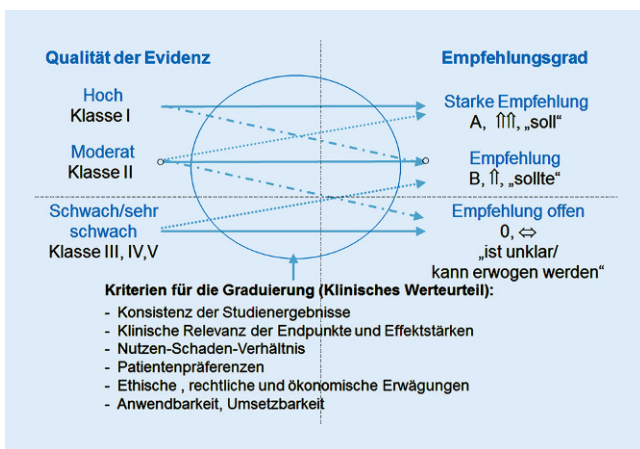 Qualität der Evidenz
Empfehlungsgrad
Hoch
Klasse I
Starke Empfehlung
A, ⇑⇑, „soll“
Moderat
Klasse II
Empfehlung
B, ⇑, „sollte“
Schwach/sehr
schwach
Klasse III, IV,V
Empfehlung offen
0, ⇔
„ist unklar/
kann erwogen werden“
Kriterien für die Graduierung (Klinisches Werteurteil):
- Konsistenz der Studienergebnisse
- Klinische Relevanz der Endpunkte und Effektstärken
- Nutzen-Schaden-Verhältnis
- Patientenpräferenzen
- Ethische , rechtliche und ökonomische Erwägungen
- Anwendbarkeit, Umsetzbarkeit